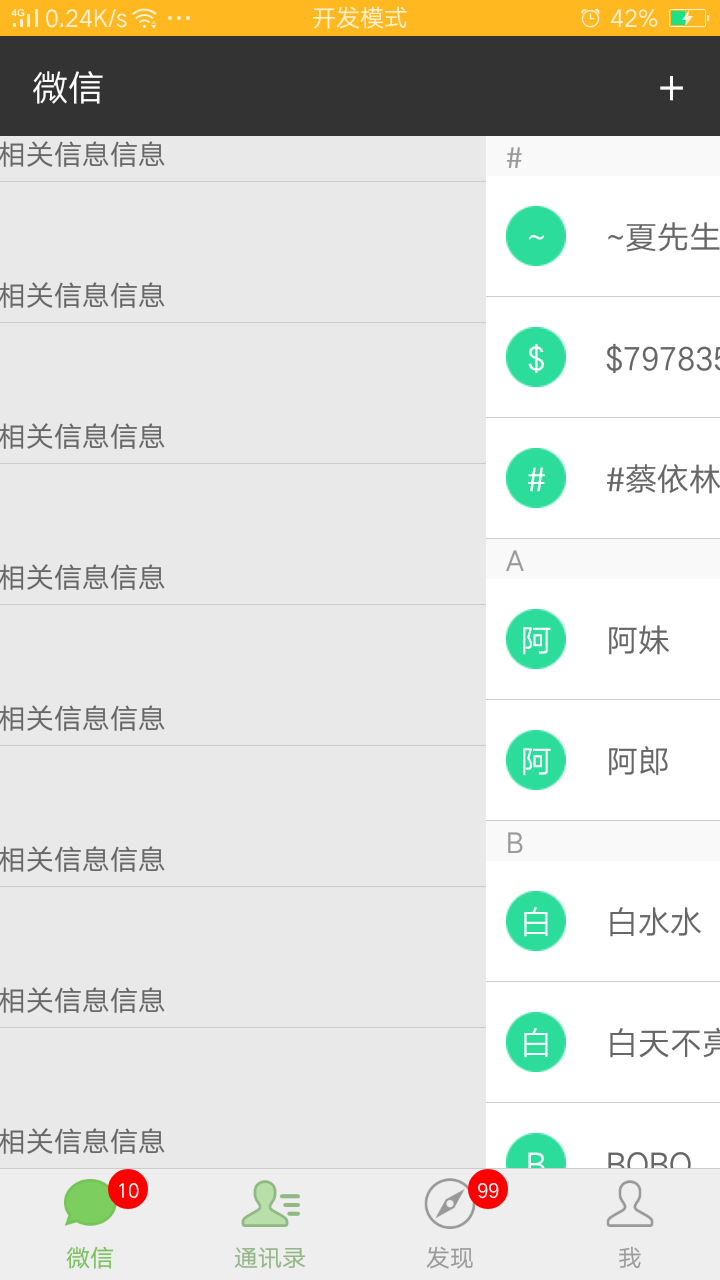 4G 0.24K/s ... 开发模式 42%
微信 +
相关信息信息
相关信息信息
相关信息信息
相关信息信息
相关信息信息
相关信息信息
相关信息信息
相关信息信息
#
~ ~夏先生
$ $797835
# #蔡依林
A
阿 阿妹
阿 阿郎
B
白 白水水
白 白天不亮
B BOBO
10 99
微信 通讯录 发现 我